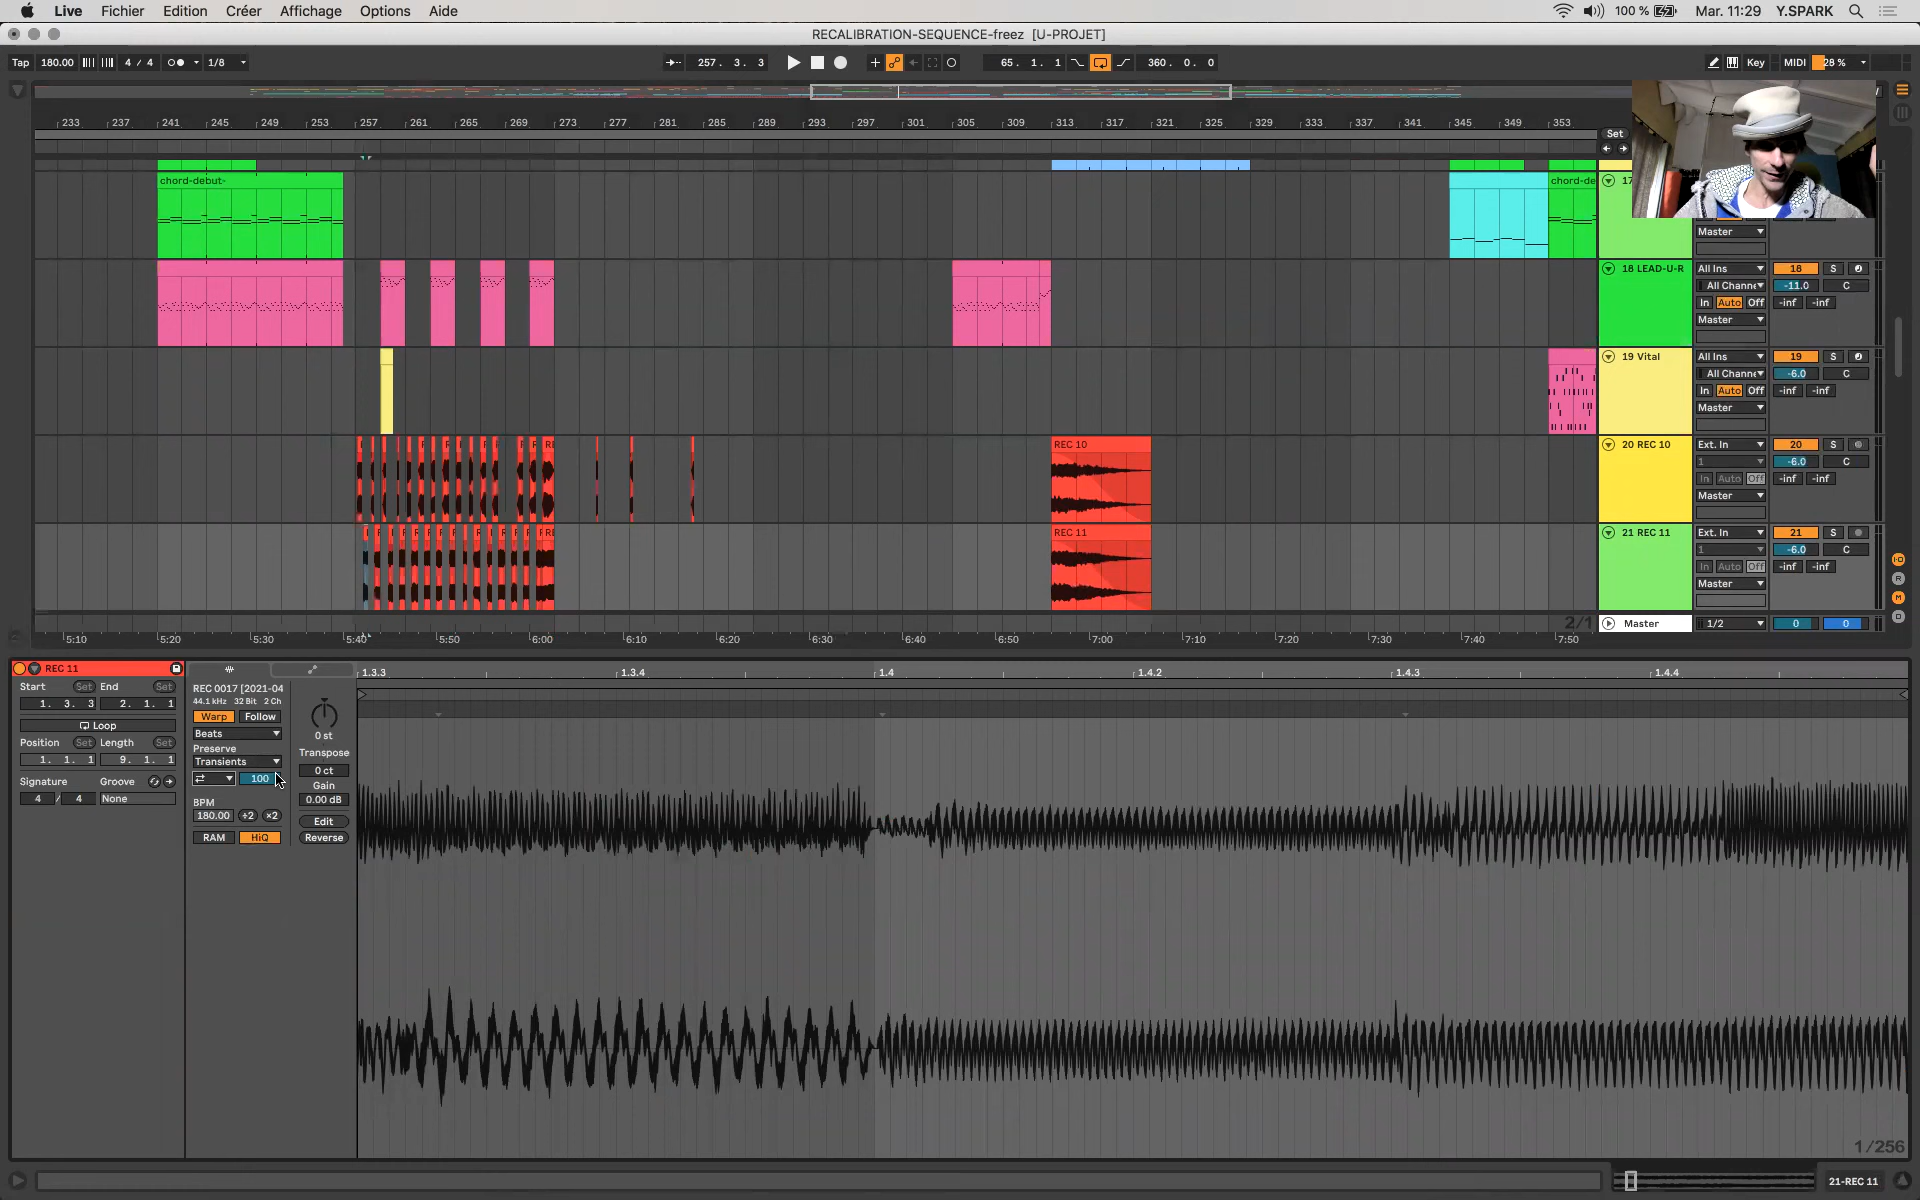 Live Fichier Edition Créer Affichage Options Aide 100 % Mar. 11:29 Y.SPARK
RECALIBRATION-SEQUENCE-freez [U-PROJET]
Tap 180.00 4 / 4 1/8 257. 3. 3 65. 1. 1 360. 0. 0 Key MIDI 28 %
233 237 241 245 249 253 257 261 265 269 273 277 281 285 289 293 297 301 305 309 313 317 321 329 333 337 341 345 349 353 Set
chord-debut- chord-de 17
Master
18 LEAD-U-R All Ins 18 S
All Channe -11.0 C
In Auto Off -inf -inf
Master
19 Vital All Ins 19 S
All Channe -6.0 C
In Auto Off -inf -inf
Master
REC 10 20 REC 10 Ext. In 20 S
1 -6.0 C
In Auto Off -inf -inf
Master
REC 11 21 REC 11 Ext. In 21 S
1 -6.0 C
In Auto Off -inf -inf
Master
2/1 Master 1/2 0 0
5:10 5:20 5:30 5:40 5:50 6:00 6:10 6:20 6:30 6:40 6:50 7:00 7:10 7:20 7:30 7:40 7:50
REC 11
Start Set End Set
1. 3. 3 2. 1. 1
Loop
Position Set Length Set
1. 1. 1 9. 1. 1
Signature Groove
4 / 4 None
REC 0017 [2021-04
44.1 kHz 32 Bit 2 Ch
Warp Follow
Beats
Preserve
Transients
100
BPM
180.00 ÷2 ×2
RAM HiQ
0 st
Transpose
0 ct
Gain
0.00 dB
Edit
Reverse
1.3.3 1.3.4 1.4 1.4.2 1.4.3 1.4.4
1/256
21-REC 11